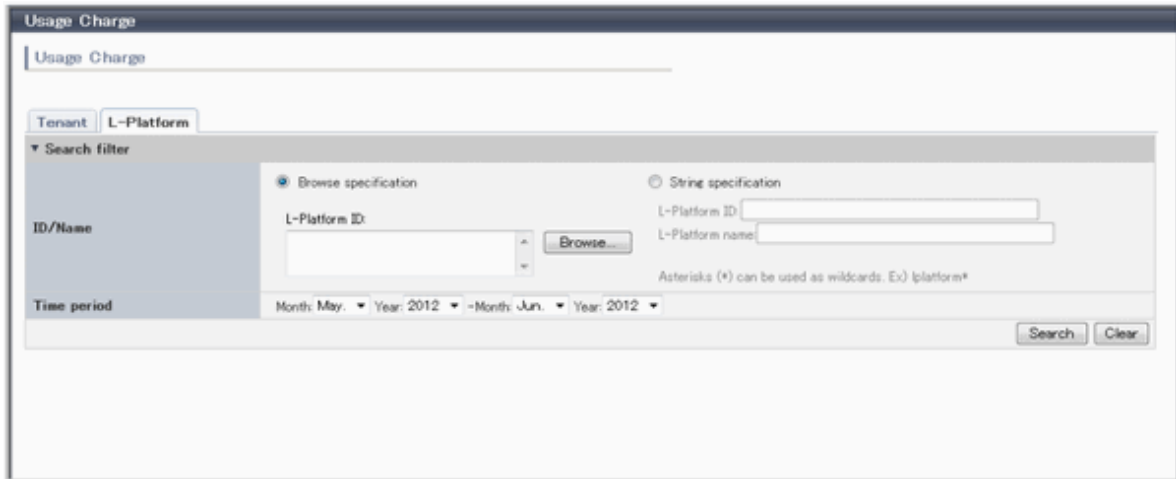 Usage Charge
Usage Charge
Tenant L-Platform
▼ Search filter
Browse specification String specification
ID/Name
L-Platform ID:
Browse...
L-Platform ID:
L-Platform name:
Asterisks (*) can be used as wildcards. Ex) lplatform*
Time period Month: May. Year: 2012 -Month: Jun. Year: 2012
Search Clear